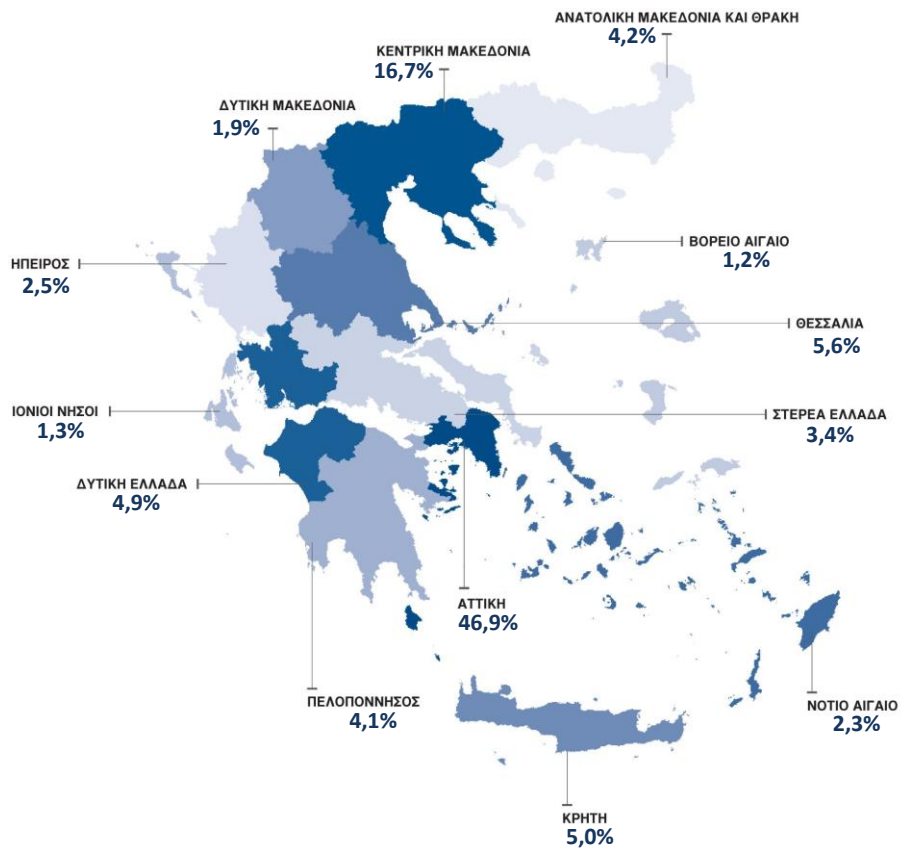 ΑΝΑΤΟΛΙΚΗ ΜΑΚΕΔΟΝΙΑ ΚΑΙ ΘΡΑΚΗ
4,2%
ΚΕΝΤΡΙΚΗ ΜΑΚΕΔΟΝΙΑ
16,7%
ΔΥΤΙΚΗ ΜΑΚΕΔΟΝΙΑ
1,9%
ΒΟΡΕΙΟ ΑΙΓΑΙΟ
1,2%
ΗΠΕΙΡΟΣ
2,5%
ΘΕΣΣΑΛΙΑ
5,6%
ΙΟΝΙΟΙ ΝΗΣΟΙ
1,3%
ΣΤΕΡΕΑ ΕΛΛΑΔΑ
3,4%
ΔΥΤΙΚΗ ΕΛΛΑΔΑ
4,9%
ΑΤΤΙΚΗ
46,9%
ΠΕΛΟΠΟΝΝΗΣΟΣ
4,1%
ΝΟΤΙΟ ΑΙΓΑΙΟ
2,3%
ΚΡΗΤΗ
5,0%